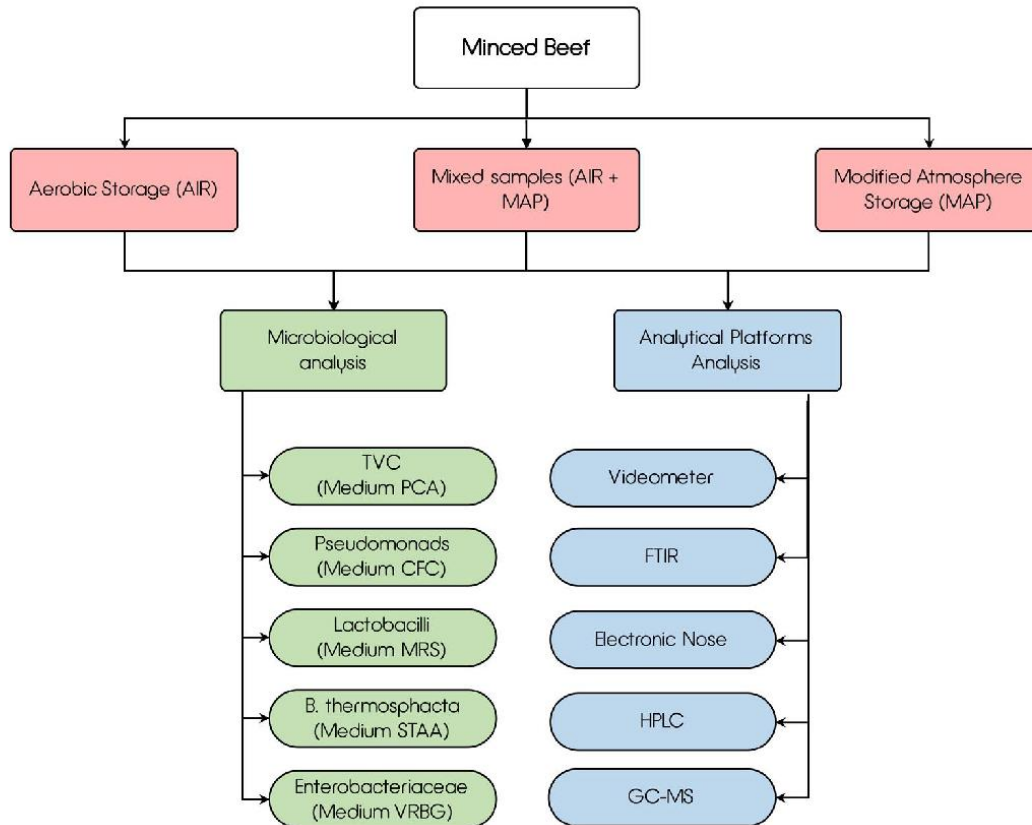 Minced Beef
Aerobic Storage (AIR)
Mixed samples (AIR +
MAP)
Modified Atmosphere
Storage (MAP)
Microbiological
analysis
Analytical Platforms
Analysis
TVC
(Medium PCA)
Pseudomonads
(Medium CFC)
Lactobacilli
(Medium MRS)
B. thermosphacta
(Medium STAA)
Enterobacteriaceae
(Medium VRBG)
Videometer
FTIR
Electronic Nose
HPLC
GC-MS